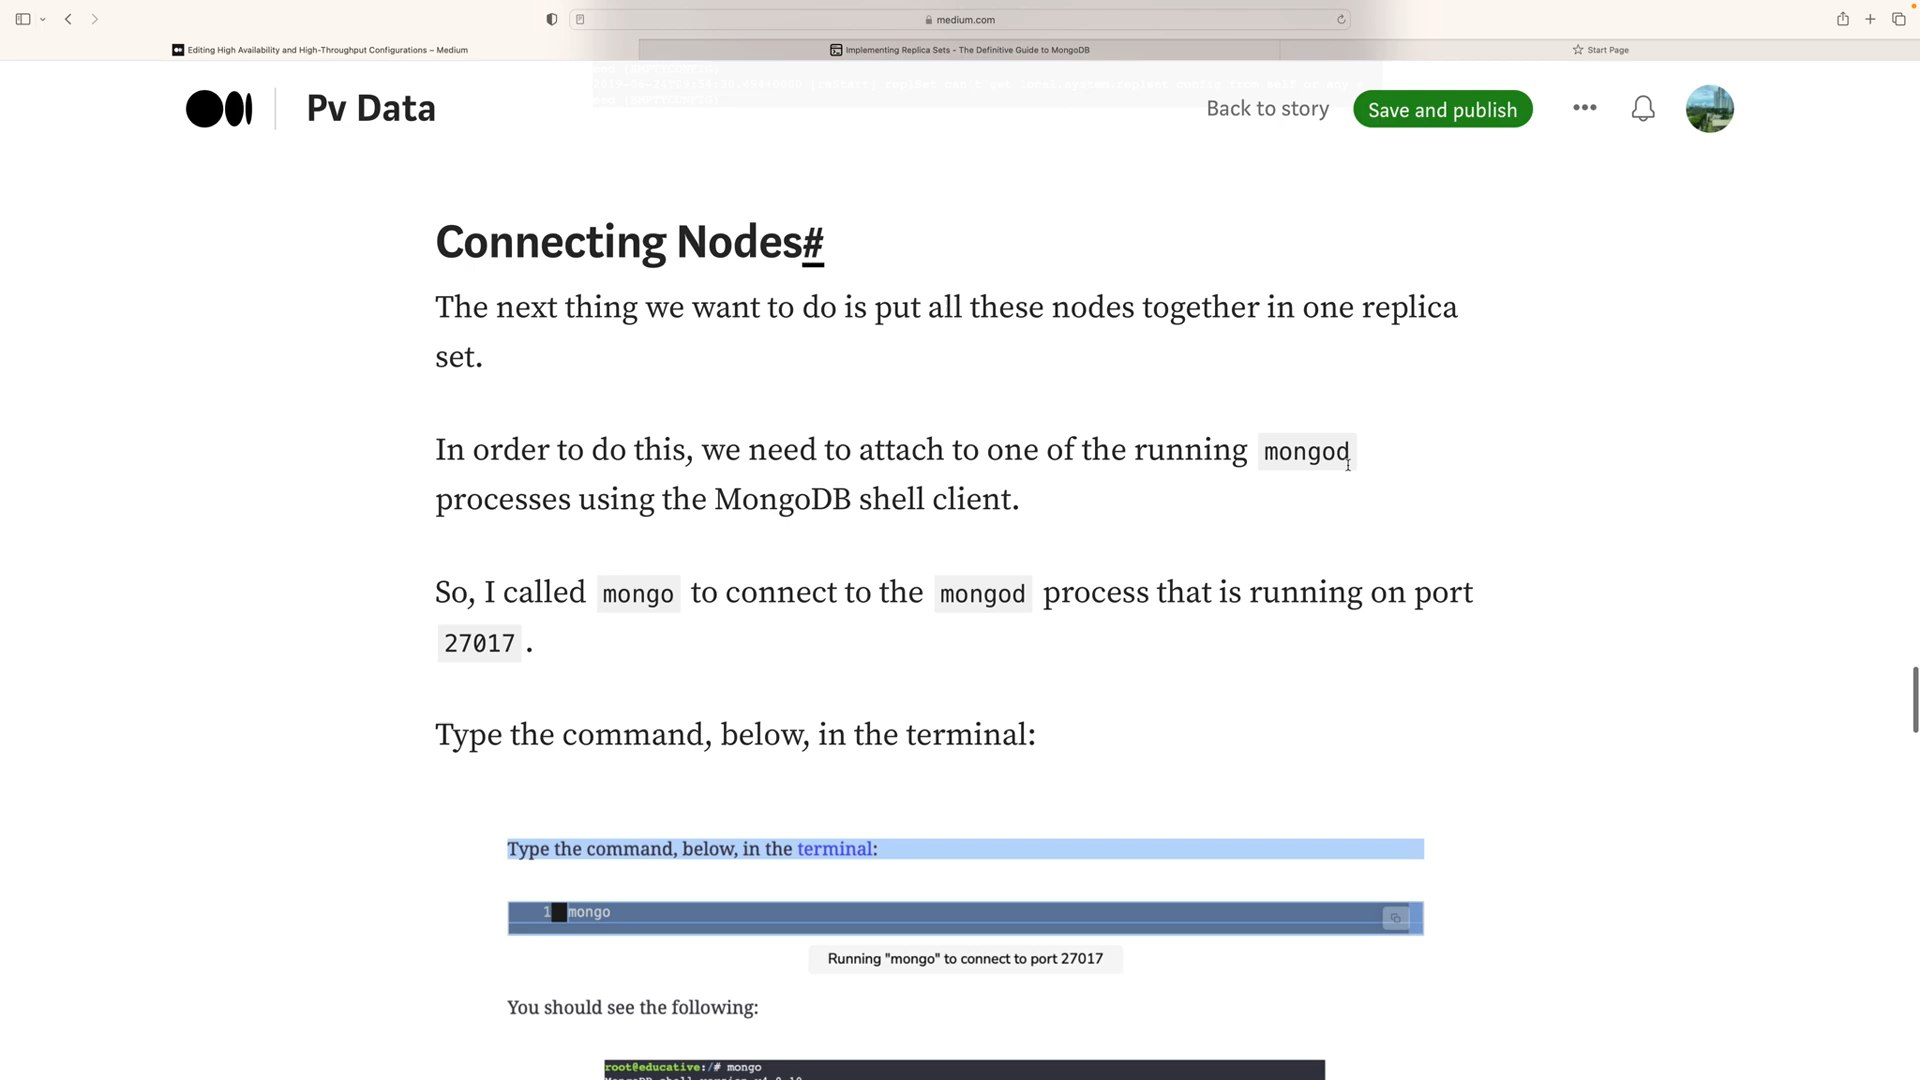 medium.com
Editing High Availability and High-Throughput Configurations – Medium
Implementing Replica Sets - The Definitive Guide to MongoDB
Start Page
Pv Data
Back to story
Save and publish
Connecting Nodes#
The next thing we want to do is put all these nodes together in one replica
set.
In order to do this, we need to attach to one of the running mongod
processes using the MongoDB shell client.
So, I called mongo to connect to the mongod process that is running on port
27017.
Type the command, below, in the terminal:
Type the command, below, in the terminal:
1 mongo
Running "mongo" to connect to port 27017
You should see the following:
root@educative:/# mongo